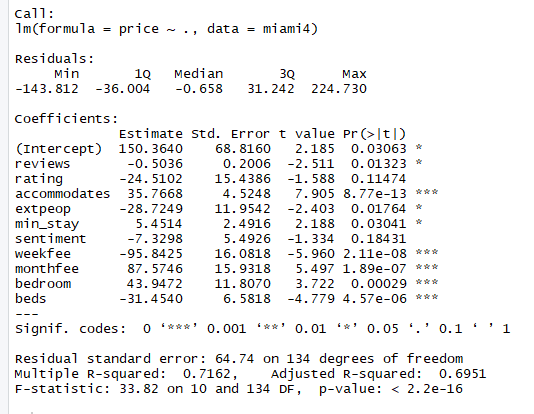 Call:
lm(formula = price ~ ., data = miami4)
Residuals:
Min 1Q Median 3Q Max
-143.812 -36.004 -0.658 31.242 224.730
Coefficients:
Estimate Std. Error t value Pr(>|t|)
(Intercept) 150.3640 68.8160 2.185 0.03063 *
reviews -0.5036 0.2006 -2.511 0.01323 *
rating -24.5102 15.4386 -1.588 0.11474
accommodates 35.7668 4.5248 7.905 8.77e-13 ***
extpeop -28.7249 11.9542 -2.403 0.01764 *
min_stay 5.4514 2.4916 2.188 0.03041 *
sentiment -7.3298 5.4926 -1.334 0.18431
weekfee -95.8425 16.0818 -5.960 2.11e-08 ***
monthfee 87.5746 15.9318 5.497 1.89e-07 ***
bedroom 43.9472 11.8070 3.722 0.00029 ***
beds -31.4540 6.5818 -4.779 4.57e-06 ***
---
Signif. codes: 0 ‘***’ 0.001 ‘**’ 0.01 ‘*’ 0.05 ‘.’ 0.1 ‘ ’ 1
Residual standard error: 64.74 on 134 degrees of freedom
Multiple R-squared: 0.7162, Adjusted R-squared: 0.6951
F-statistic: 33.82 on 10 and 134 DF, p-value: < 2.2e-16